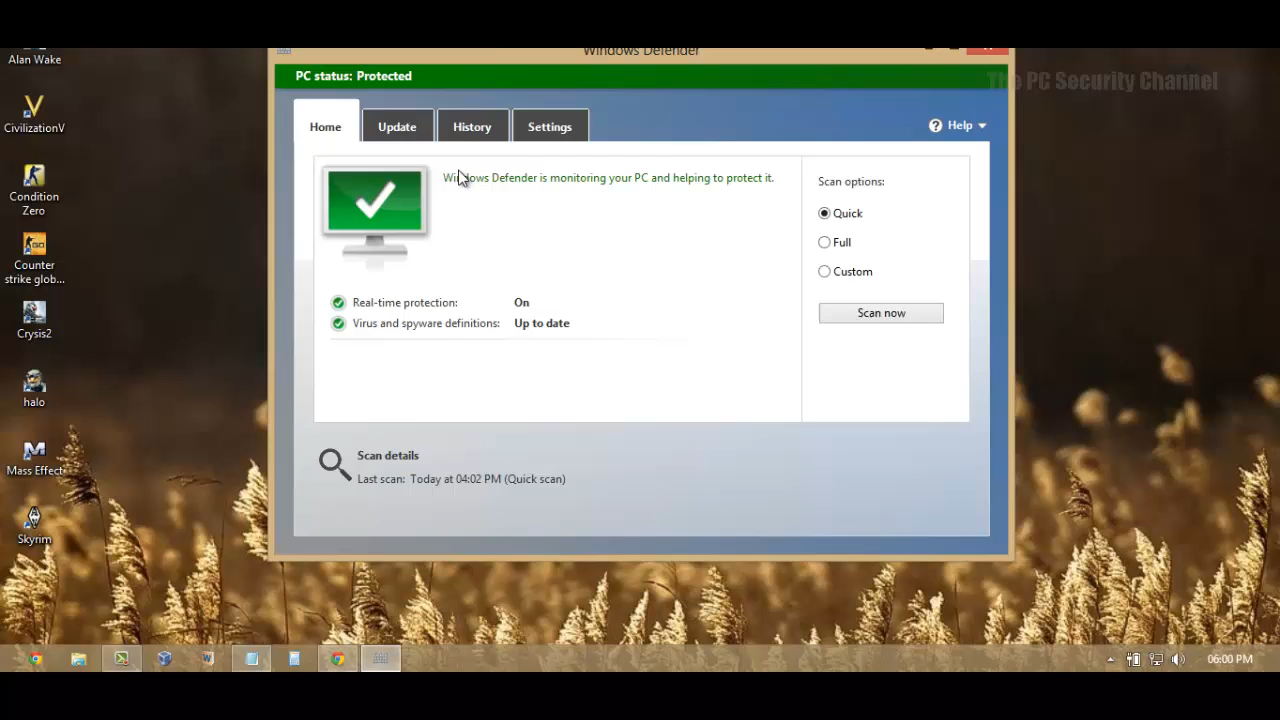 Windows Defender
PC status: Protected
The PC Security Channel
Home
Update
History
Settings
Help
Windows Defender is monitoring your PC and helping to protect it.
Scan options:
Quick
Full
Custom
Scan now
Real-time protection:
On
Virus and spyware definitions:
Up to date
Scan details
Last scan: Today at 04:02 PM (Quick scan)
Alan Wake
CivilizationV
Condition
Zero
Counter
strike glob...
Crysis2
halo
Mass Effect
Skyrim
06:00 PM